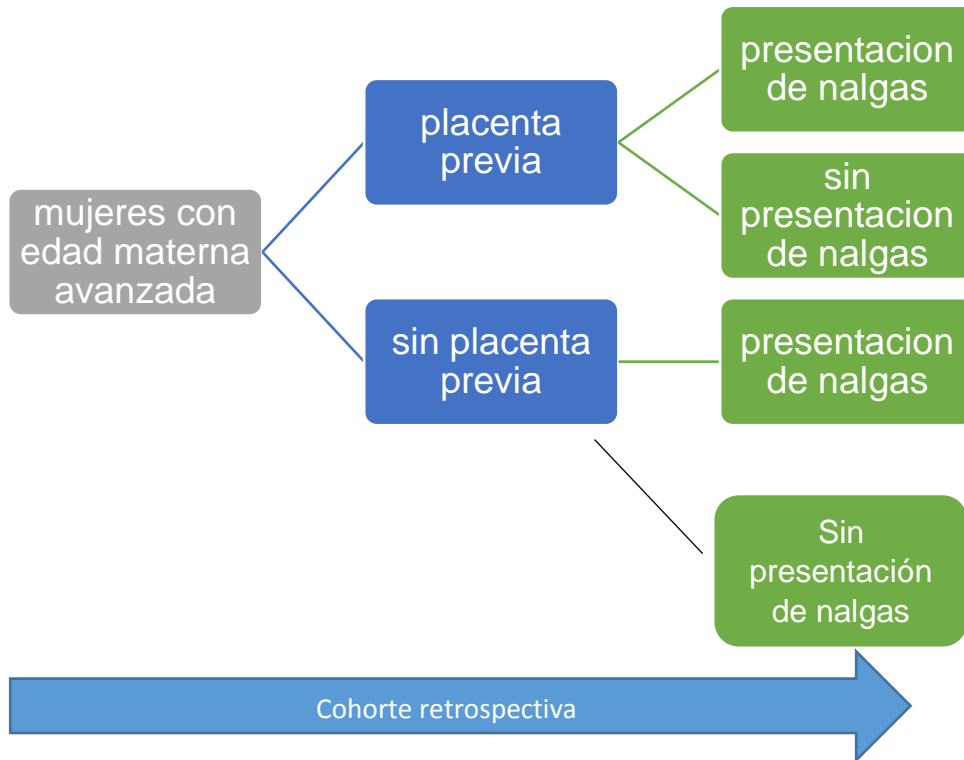 mujeres con
edad materna
avanzada
placenta
previa
presentacion
de nalgas
sin
presentacion
de nalgas
sin placenta
previa
presentacion
de nalgas
Sin
presentación
de nalgas
Cohorte retrospectiva